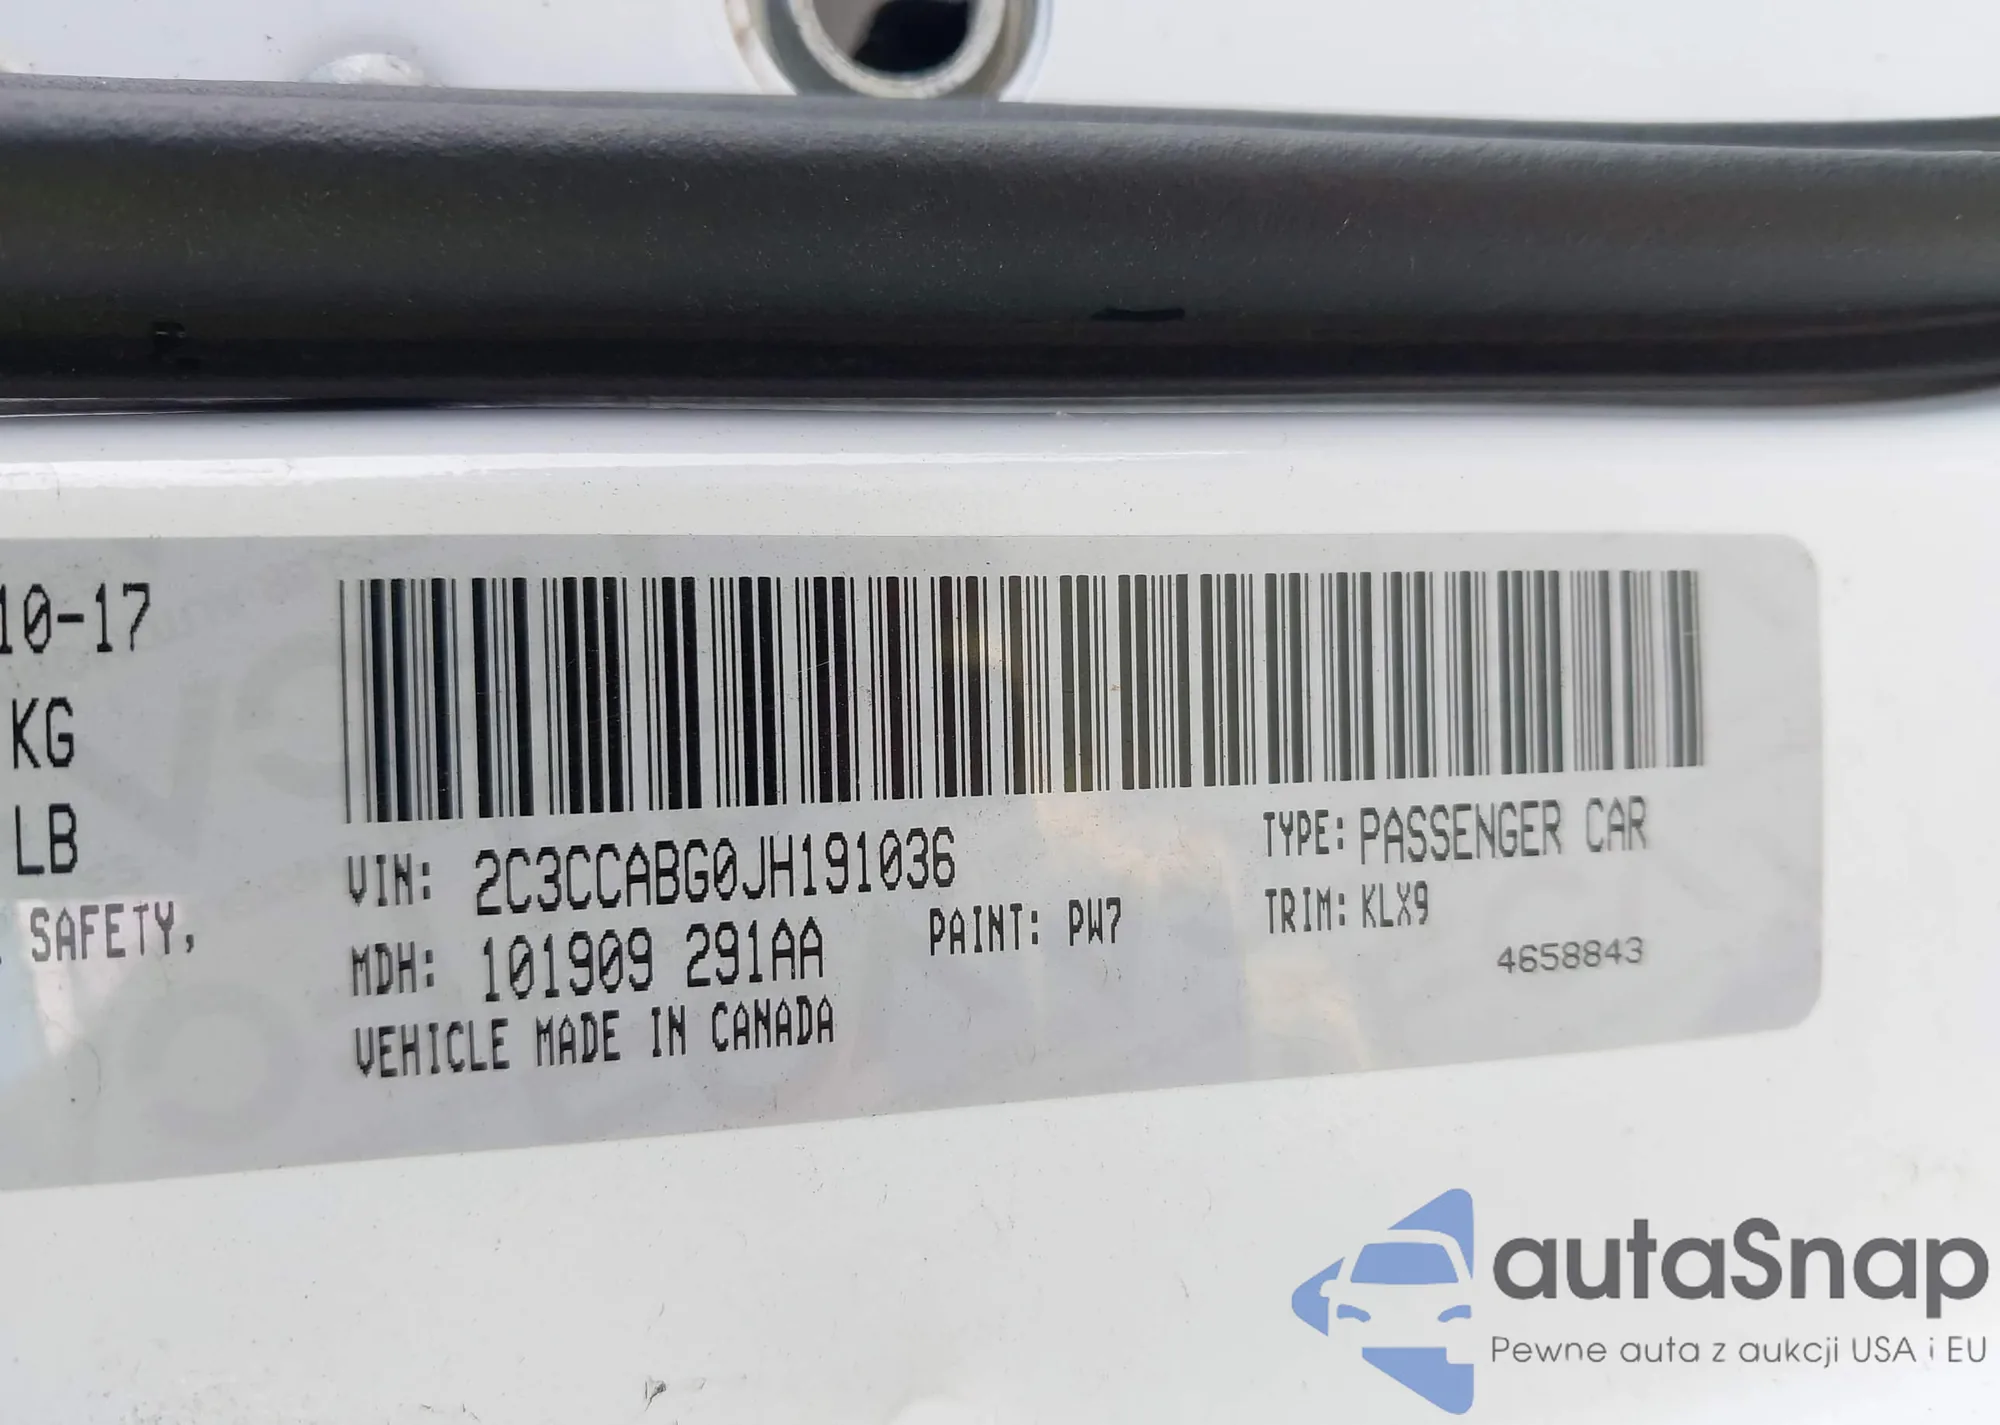 10-17
KG
LB
SAFETY,
VIN: 2C3CCABG0JH191036
TYPE: PASSENGER CAR
MDH: 101909 291AA
PAINT: PW7
TRIM: KLX9
4658843
VEHICLE MADE IN CANADA
autaSnap
Pewne auta z aukcji USA i EU